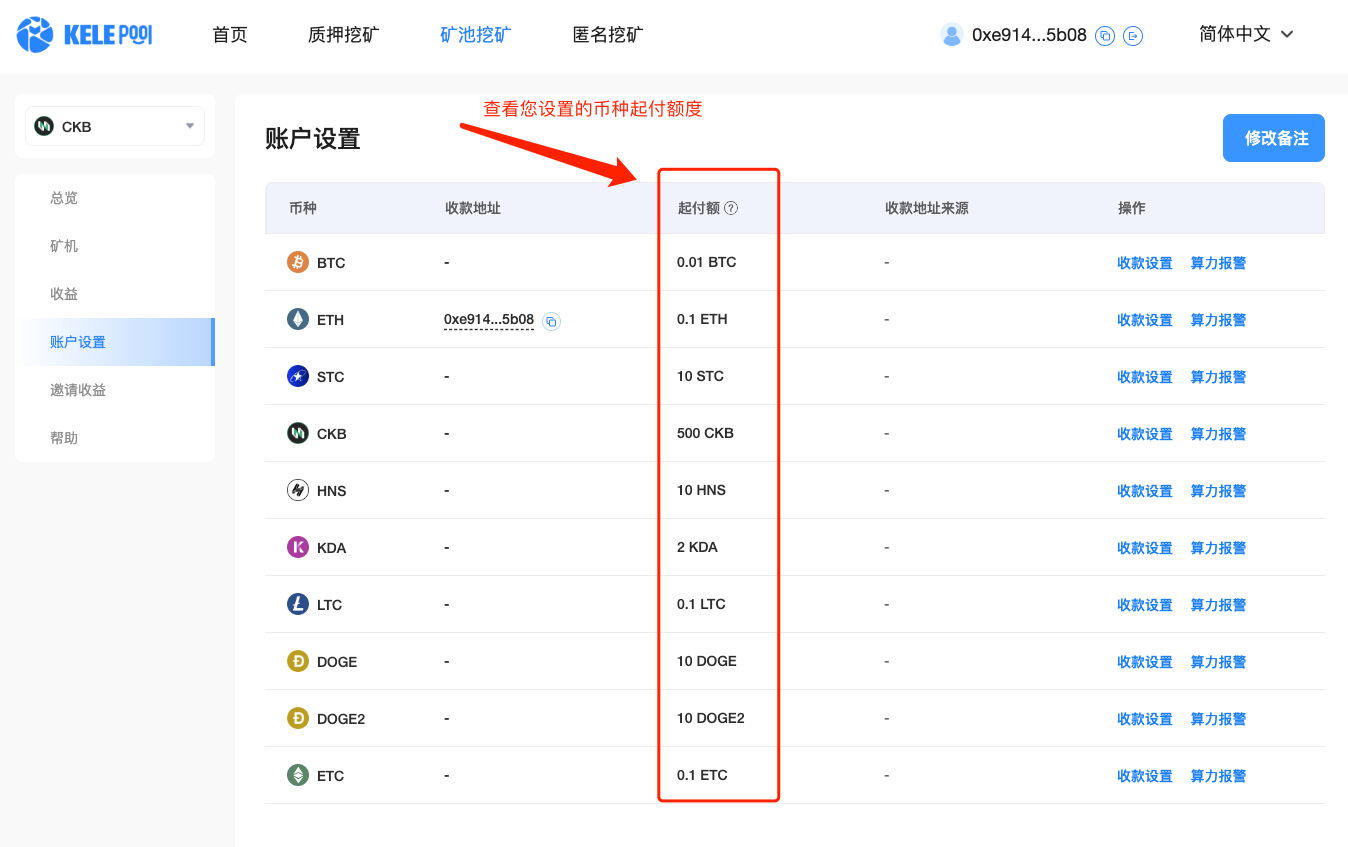 KELE POOl 首页 质押挖矿 矿池挖矿 匿名挖矿 0xe914...5b08 简体中文
CKB
总览
矿机
收益
账户设置
邀请收益
帮助
查看您设置的币种起付额度
账户设置 修改备注
币种 收款地址 起付额 ? 收款地址来源 操作
BTC - 0.01 BTC - 收款设置 算力报警
ETH 0xe914...5b08 0.1 ETH - 收款设置 算力报警
STC - 10 STC - 收款设置 算力报警
CKB - 500 CKB - 收款设置 算力报警
HNS - 10 HNS - 收款设置 算力报警
KDA - 2 KDA - 收款设置 算力报警
LTC - 0.1 LTC - 收款设置 算力报警
DOGE - 10 DOGE - 收款设置 算力报警
DOGE2 - 10 DOGE2 - 收款设置 算力报警
ETC - 0.1 ETC - 收款设置 算力报警